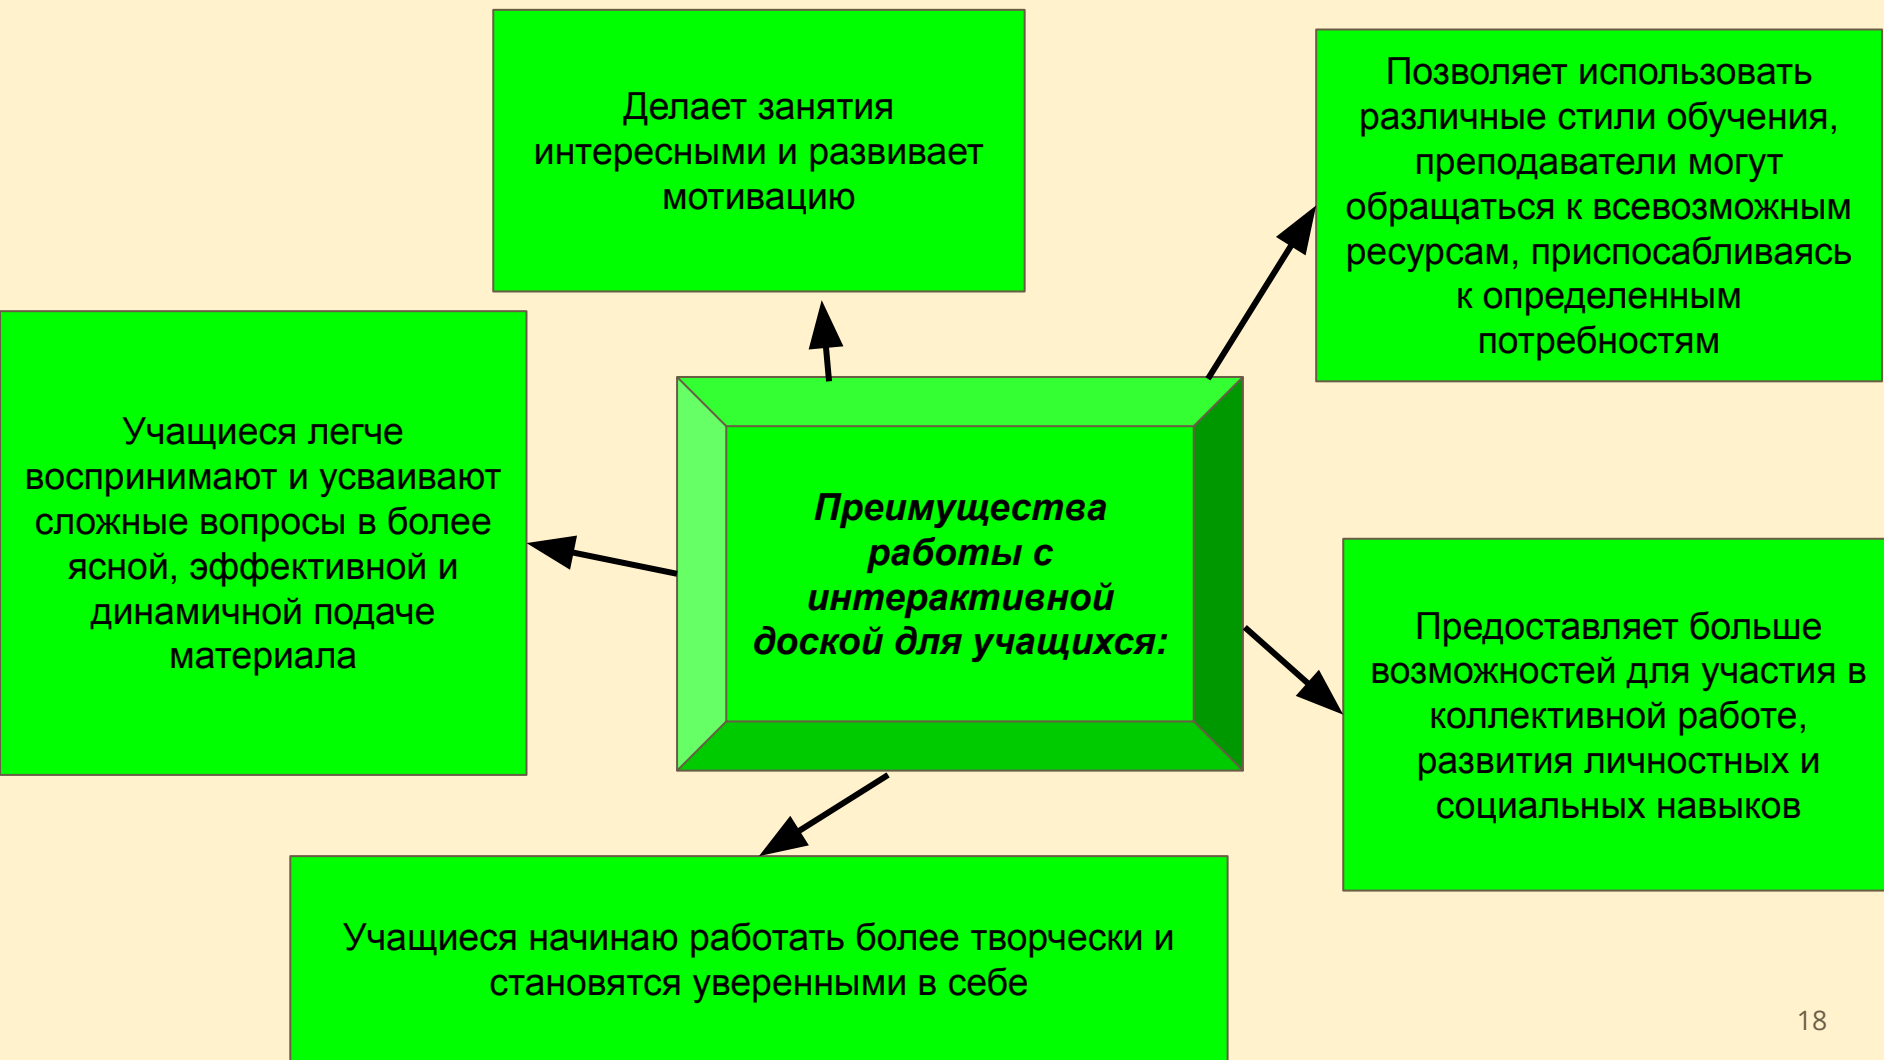 Делает занятия
интересными и развивает
мотивацию
Позволяет использовать
различные стили обучения,
преподаватели могут
обращаться к всевозможным
ресурсам, приспосабливаясь
к определенным
потребностям
Учащиеся легче
воспринимают и усваивают
сложные вопросы в более
ясной, эффективной и
динамичной подаче
материала
Преимущества
работы с
интерактивной
доской для учащихся:
Предоставляет больше
возможностей для участия в
коллективной работе,
развития личностных и
социальных навыков
Учащиеся начинаю работать более творчески и
становятся уверенными в себе
18